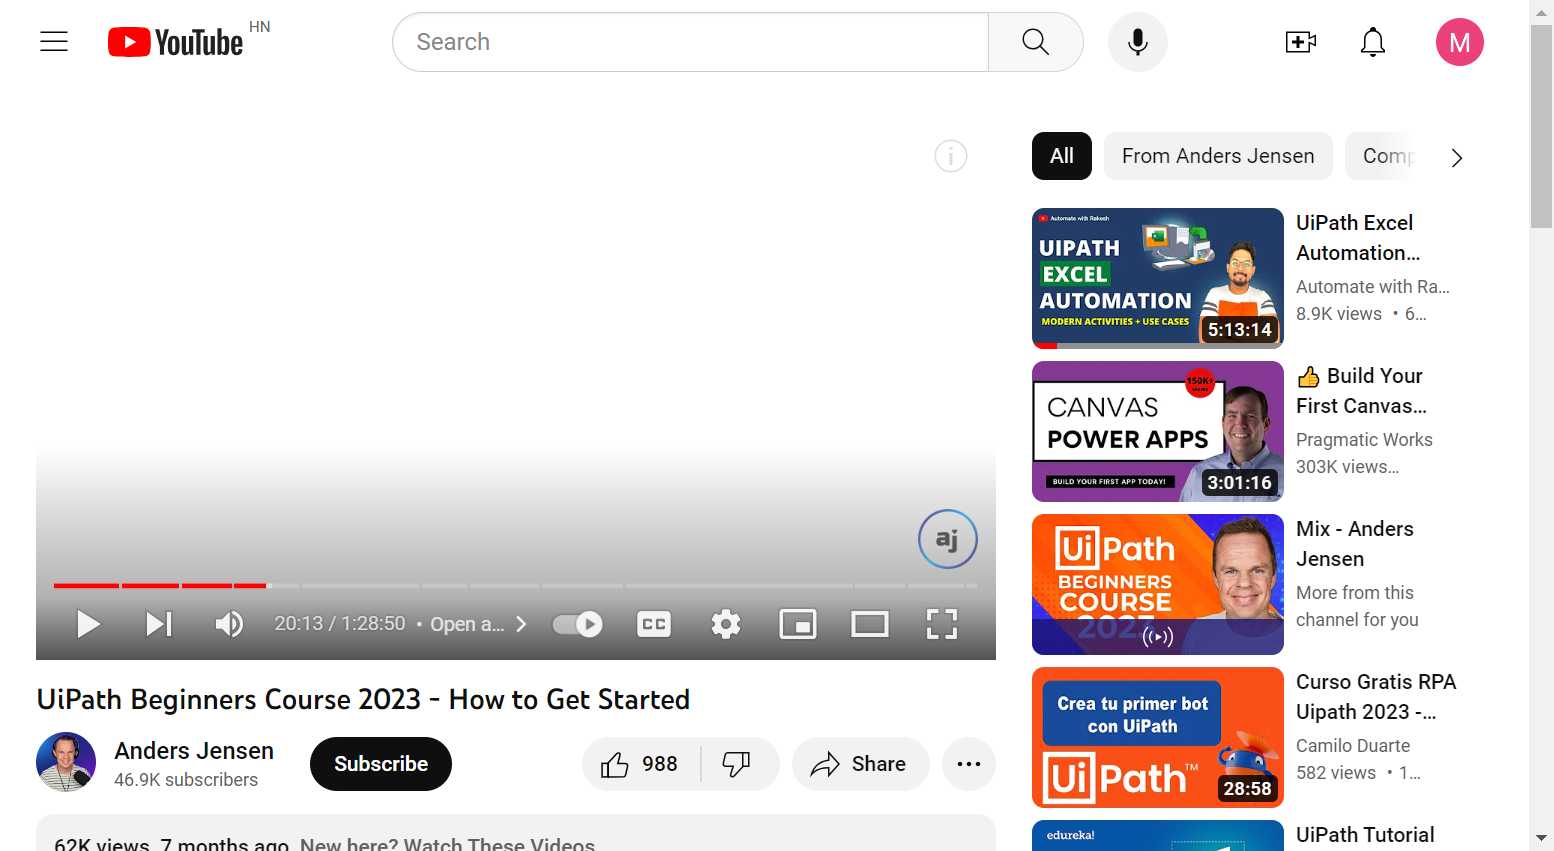 YouTube HN
Search
M
All
From Anders Jensen
Comp
Automate with Rakesh
UIPATH
EXCEL
AUTOMATION
MODERN ACTIVITIES + USE CASES
5:13:14
UiPath Excel
Automation...
Automate with Ra...
8.9K views • 6...
150K+
CANVAS
POWER APPS
BUILD YOUR FIRST APP TODAY!
3:01:16
👍 Build Your
First Canvas...
Pragmatic Works
303K views...
UiPath
BEGINNERS
COURSE
2023
Mix - Anders
Jensen
More from this
channel for you
Crea tu primer bot
con UiPath
UiPath™
28:58
Curso Gratis RPA
Uipath 2023 -...
Camilo Duarte
582 views • 1...
edureka!
UiPath Tutorial
aj
20:13 / 1:28:50 • Open a...
CC
UiPath Beginners Course 2023 - How to Get Started
Anders Jensen
46.9K subscribers
Subscribe
988
Share
62K views 7 months ago New here? Watch These Videos